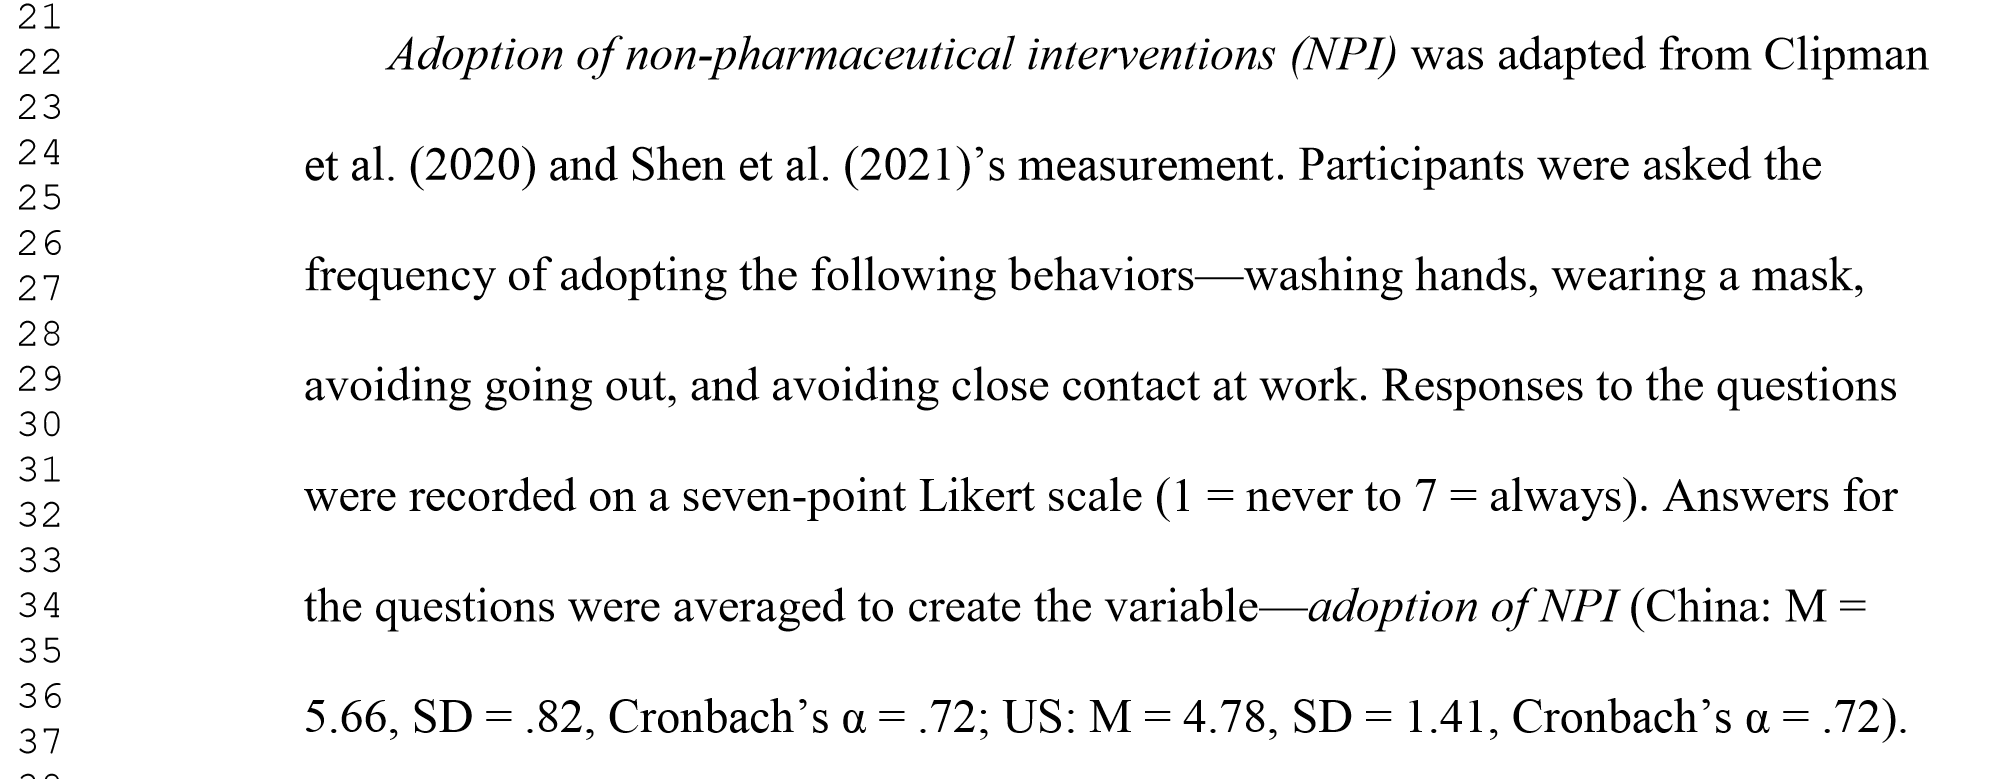 21
22 Adoption of non-pharmaceutical interventions (NPI) was adapted from Clipman
23
24 et al. (2020) and Shen et al. (2021)’s measurement. Participants were asked the
25
26
27 frequency of adopting the following behaviors—washing hands, wearing a mask,
28
29 avoiding going out, and avoiding close contact at work. Responses to the questions
30
31
32 were recorded on a seven-point Likert scale (1 = never to 7 = always). Answers for
33
34 the questions were averaged to create the variable—adoption of NPI (China: M =
35
36
37 5.66, SD = .82, Cronbach’s α = .72; US: M = 4.78, SD = 1.41, Cronbach’s α = .72).